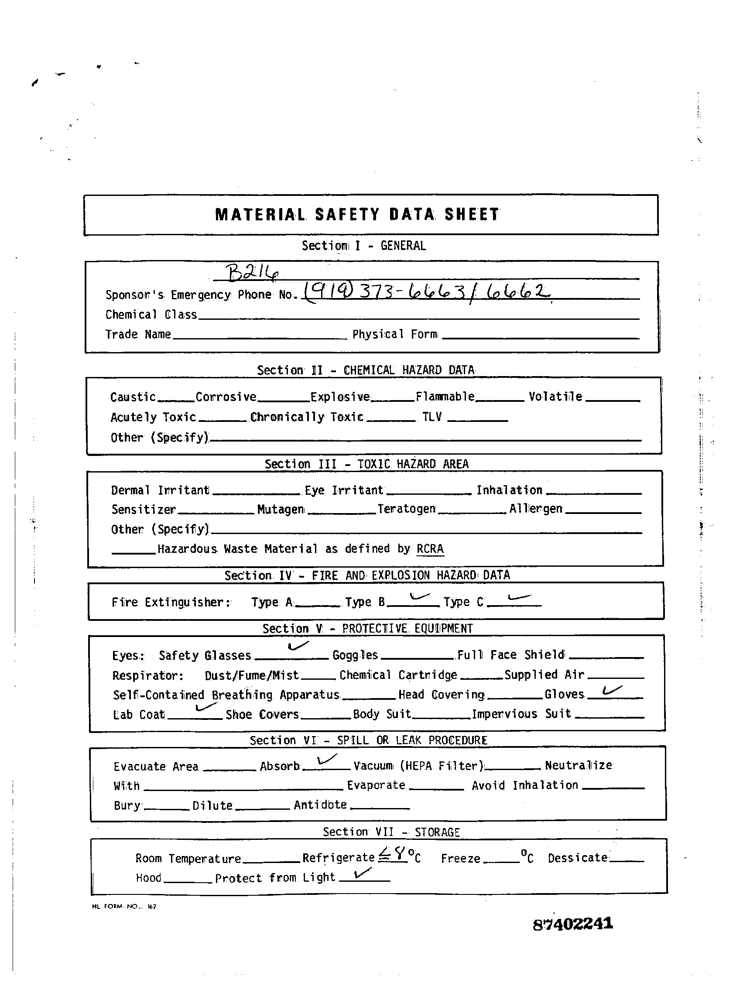 MATERIAL SAFETY DATA SHEET
Section I - GENERAL
B216
Sponsor's Emergency Phone No. (919) 373-6663/6662
Chemical Class
Trade Name Physical Form
Section II - CHEMICAL HAZARD DATA
Caustic Corrosive Explosive Flammable Volatile
Acutely Toxic Chronically Toxic TLV
Other (Specify)
Section III - TOXIC HAZARD AREA
Dermal Irritant Eye Irritant Inhalation
Sensitizer Mutagen Teratogen Allergen
Other (Specify)
Hazardous Waste Material as defined by RCRA
Section IV - FIRE AND EXPLOSION HAZARD DATA
Fire Extinguisher: Type A Type B ✓ Type C ✓
Section V - PROTECTIVE EQUIPMENT
Eyes: Safety Glasses ✓ Goggles Full Face Shield
Respirator: Dust/Fume/Mist Chemical Cartridge Supplied Air
Self-Contained Breathing Apparatus Head Covering Gloves ✓
Lab Coat ✓ Shoe Covers Body Suit Impervious Suit
Section VI - SPILL OR LEAK PROCEDURE
Evacuate Area Absorb ✓ Vacuum (HEPA Filter) Neutralize
With Evaporate Avoid Inhalation
Bury Dilute Antidote
Section VII - STORAGE
Room Temperature Refrigerate ≤ 8 °C Freeze °C Dessicate
Hood Protect from Light ✓
HL FORM NO. 162
87402241